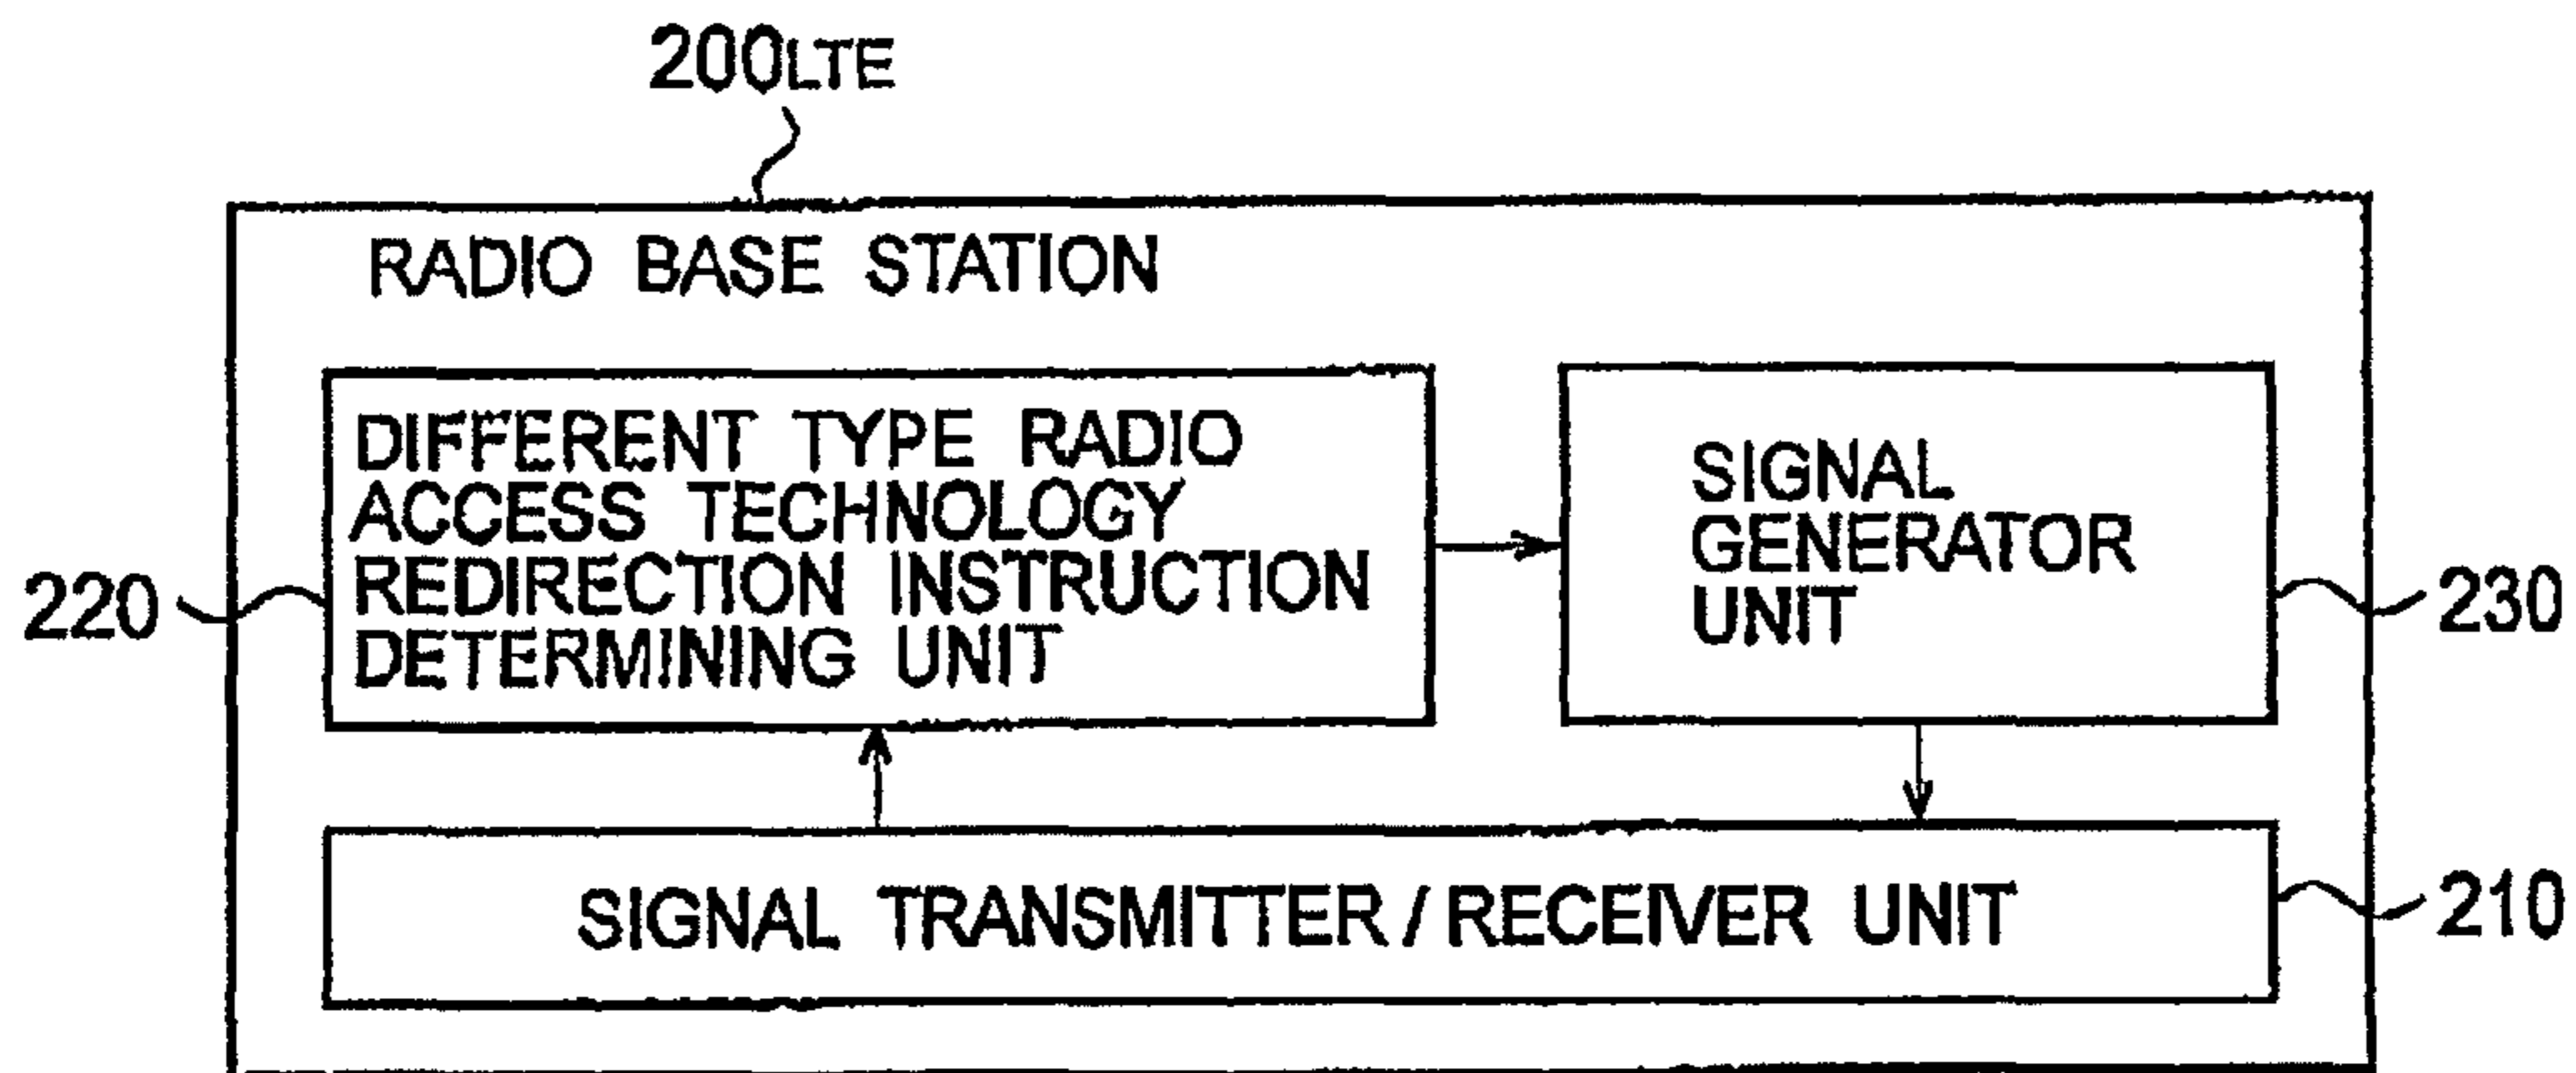 200LTE
RADIO BASE STATION
DIFFERENT TYPE RADIO
ACCESS TECHNOLOGY
REDIRECTION INSTRUCTION
DETERMINING UNIT
220
SIGNAL
GENERATOR
UNIT
230
SIGNAL TRANSMITTER / RECEIVER UNIT
210